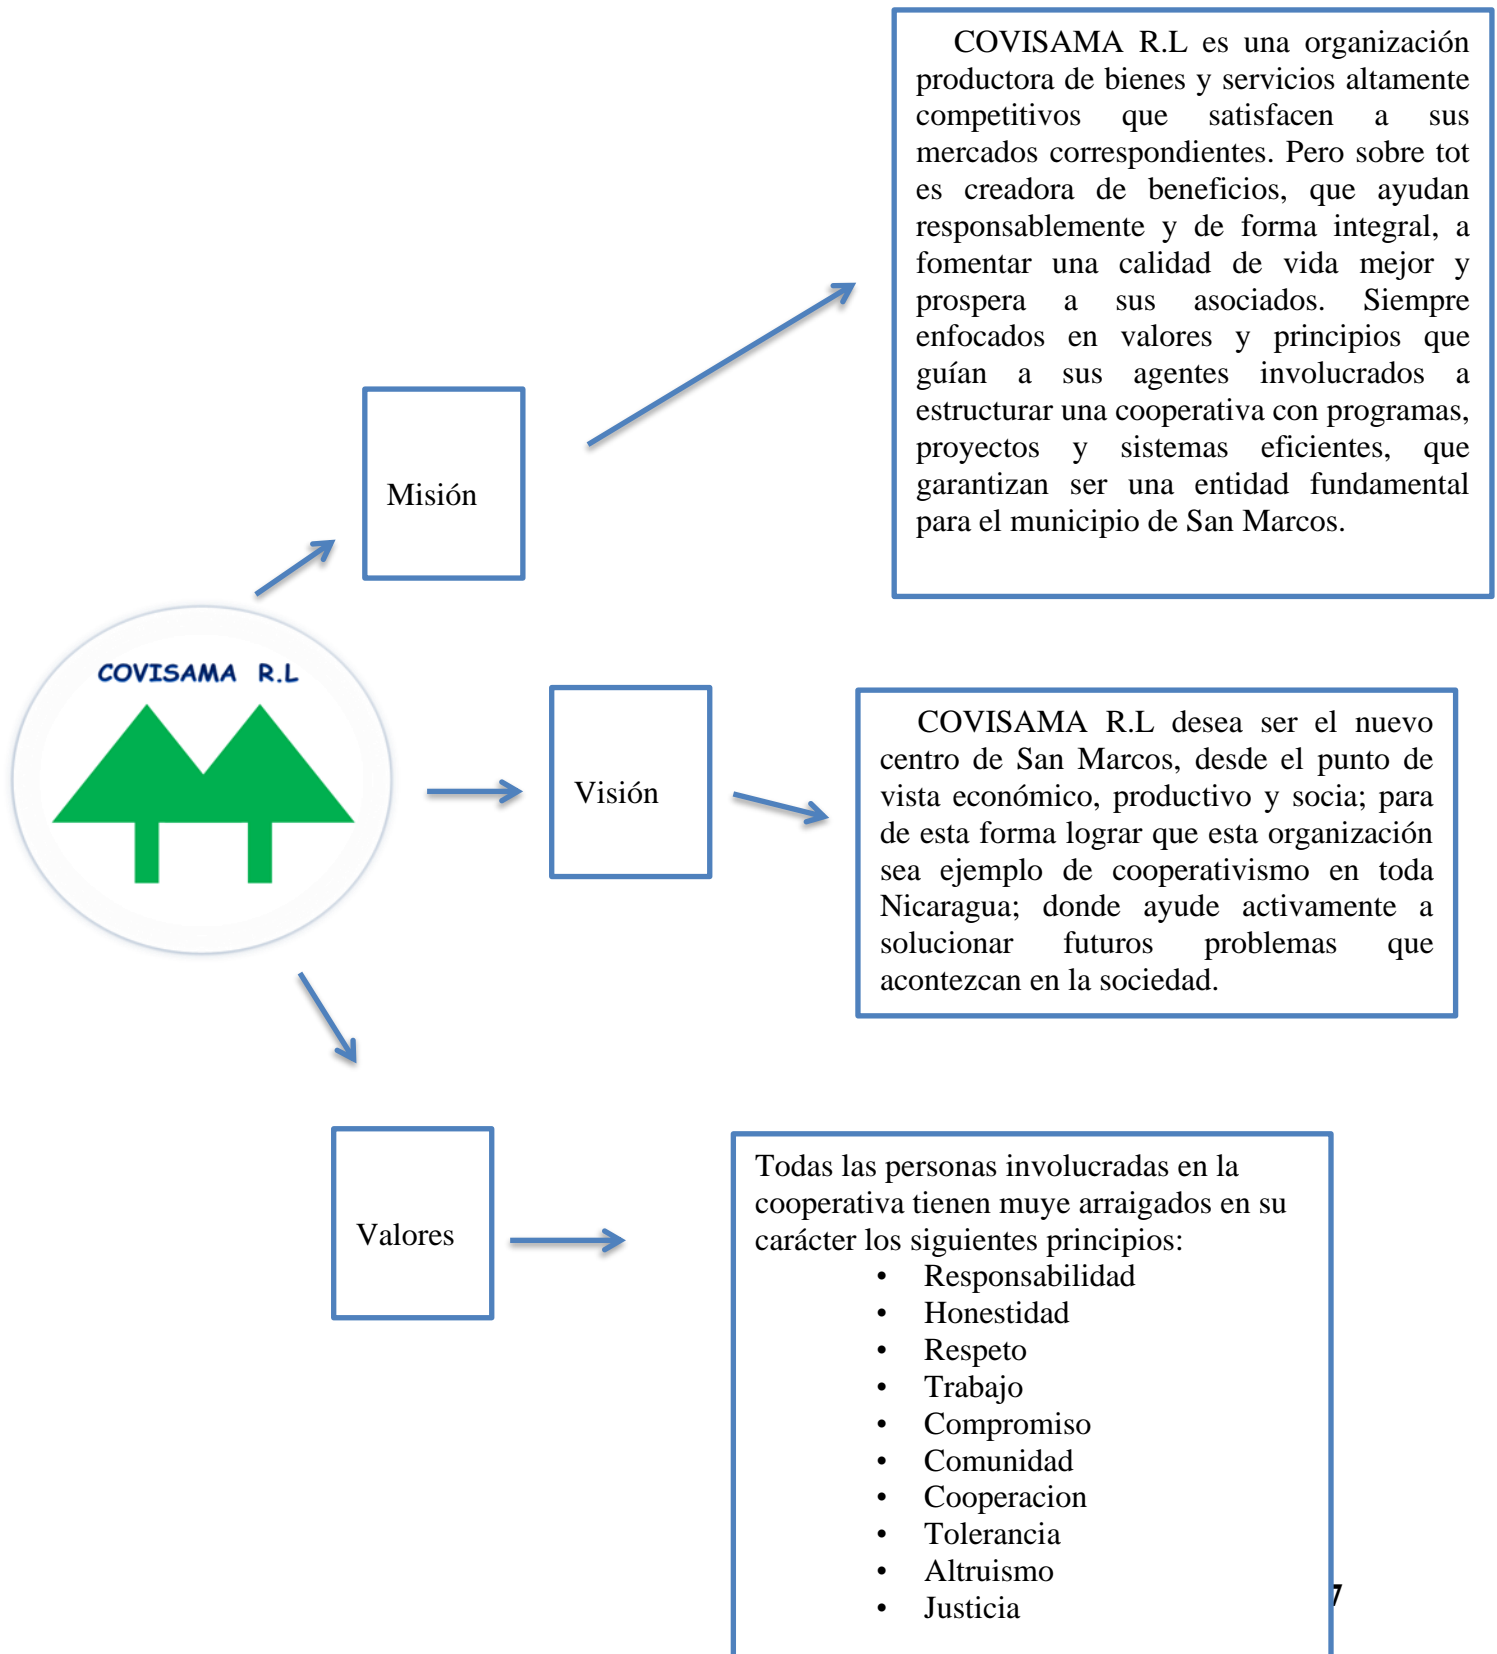 COVISAMA R.L es una organización
productora de bienes y servicios altamente
competitivos que satisfacen a sus
mercados correspondientes. Pero sobre tot
es creadora de beneficios, que ayudan
responsablemente y de forma integral, a
fomentar una calidad de vida mejor y
prospera a sus asociados. Siempre
enfocados en valores y principios que
guían a sus agentes involucrados a
estructurar una cooperativa con programas,
proyectos y sistemas eficientes, que
garantizan ser una entidad fundamental
para el municipio de San Marcos.
Misión
COVISAMA R.L
Visión
COVISAMA R.L desea ser el nuevo
centro de San Marcos, desde el punto de
vista económico, productivo y socia; para
de esta forma lograr que esta organización
sea ejemplo de cooperativismo en toda
Nicaragua; donde ayude activamente a
solucionar futuros problemas que
acontezcan en la sociedad.
Valores
Todas las personas involucradas en la
cooperativa tienen muye arraigados en su
carácter los siguientes principios:
• Responsabilidad
• Honestidad
• Respeto
• Trabajo
• Compromiso
• Comunidad
• Cooperacion
• Tolerancia
• Altruismo
• Justicia
7